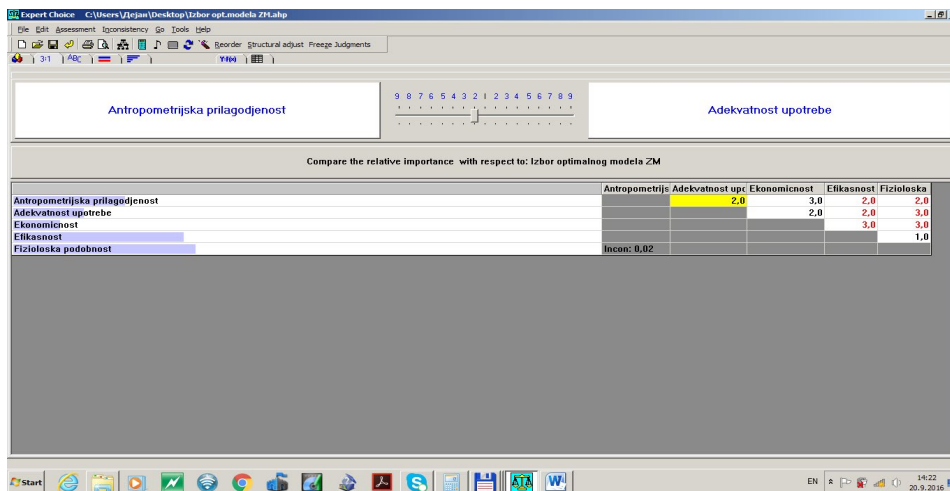 Expert Choice C:\Users\Дејан\Desktop\Izbor opt.modela ZM.ahp
File Edit Assessment Inconsistency Go Tools Help
Reorder Structural adjust Freeze Judgments
3:1 ABC Y=f(x)
9 8 7 6 5 4 3 2 1 2 3 4 5 6 7 8 9
Antropometrijska prilagodjenost
Adekvatnost upotrebe
Compare the relative importance with respect to: Izbor optimalnog modela ZM
Antropometrijs Adekvatnost upo Ekonomicnost Efikasnost Fizioloska
Antropometrijska prilagodjenost 2,0 3,0 2,0 2,0
Adekvatnost upotrebe 2,0 2,0 3,0
Ekonomicnost 3,0 3,0
Efikasnost 1,0
Fizioloska podobnost Incon: 0,02
Start EN 14:22
20.9.2016